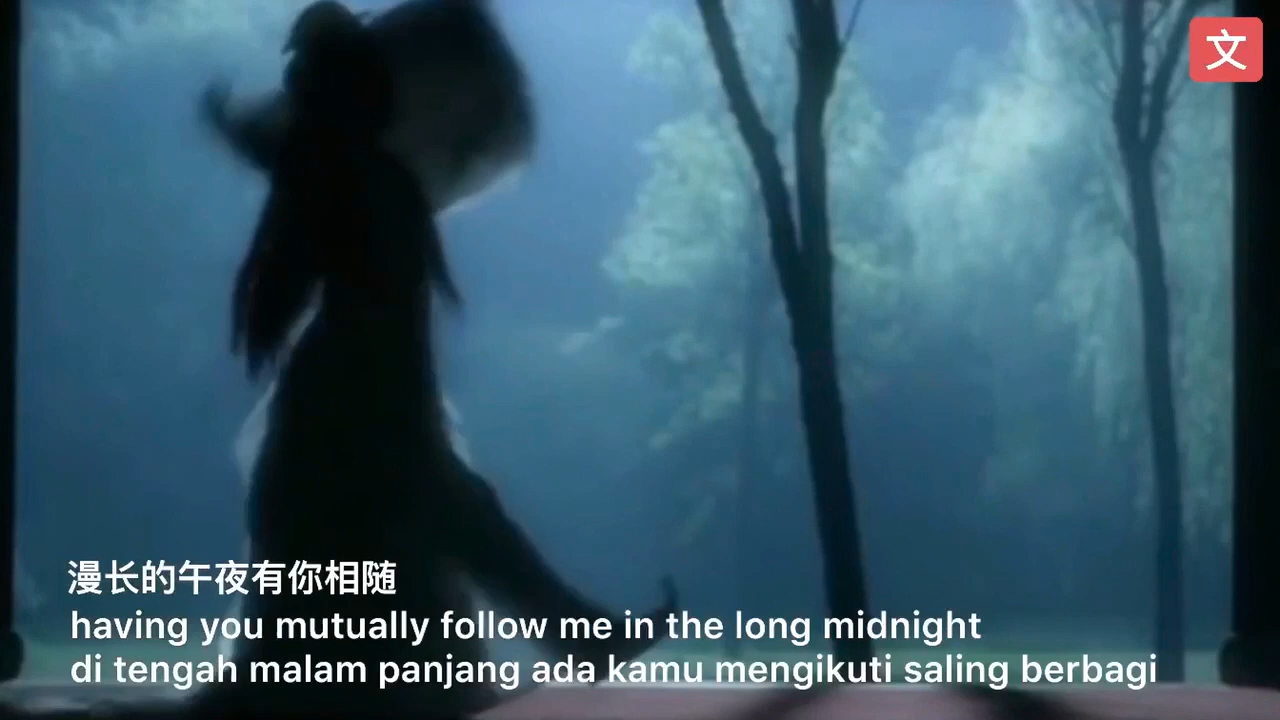 文
漫长的午夜有你相随
having you mutually follow me in the long midnight
di tengah malam panjang ada kamu mengikuti saling berbagi